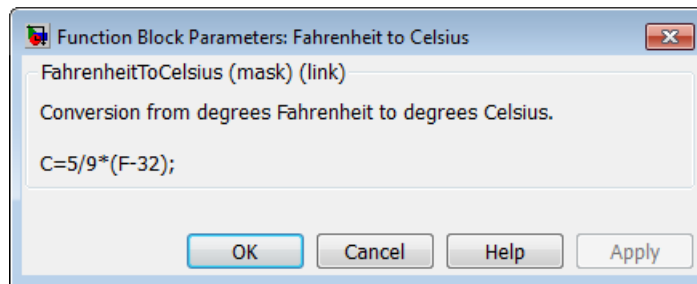 Function Block Parameters: Fahrenheit to Celsius
FahrenheitToCelsius (mask) (link)
Conversion from degrees Fahrenheit to degrees Celsius.
C=5/9*(F-32);
OK Cancel Help Apply